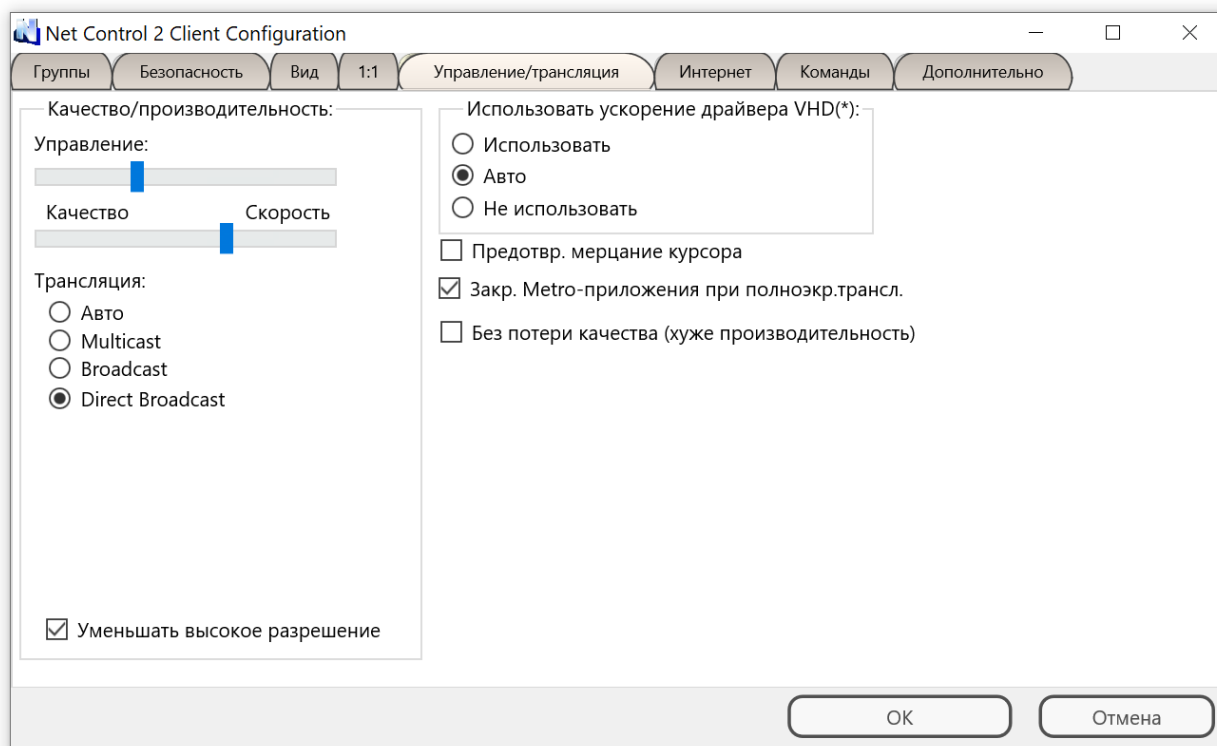 Net Control 2 Client Configuration
Группы Безопасность Вид 1:1 Управление/трансляция Интернет Команды Дополнительно
Качество/производительность:
Управление:
Качество Скорость
Трансляция:
Авто
Multicast
Broadcast
Direct Broadcast
Уменьшать высокое разрешение
Использовать ускорение драйвера VHD(*):
Использовать
Авто
Не использовать
Предотвр. мерцание курсора
Закр. Metro-приложения при полноэкр.трансл.
Без потери качества (хуже производительность)
ОК Отмена